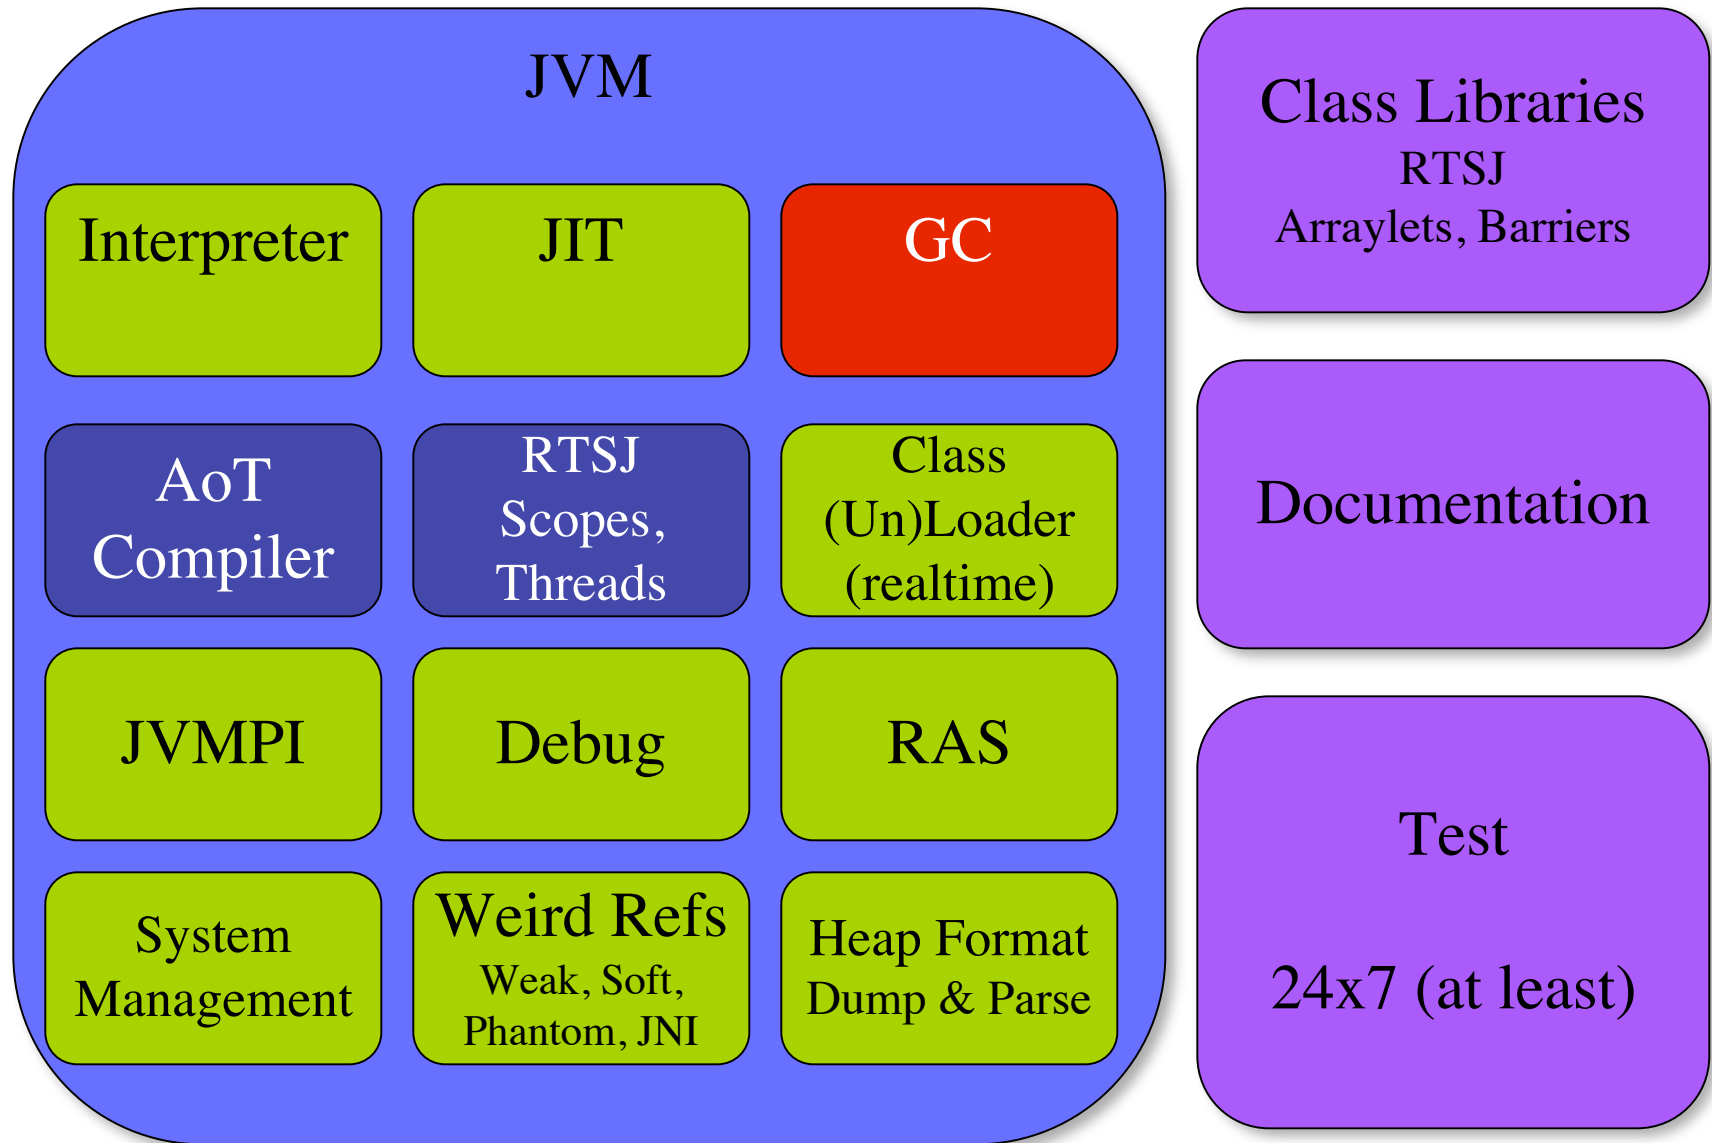 JVM
Interpreter
JIT
GC
AoT
Compiler
RTSJ
Scopes,
Threads
Class
(Un)Loader
(realtime)
JVMPI
Debug
RAS
System
Management
Weird Refs
Weak, Soft,
Phantom, JNI
Heap Format
Dump & Parse
Class Libraries
RTSJ
Arraylets, Barriers
Documentation
Test
24x7 (at least)